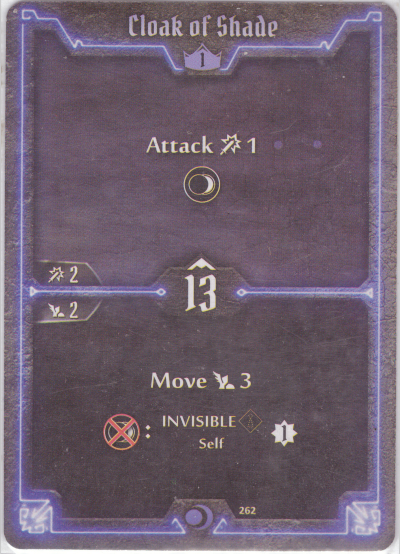 Cloak of Shade
1
Attack 1
2
13
2
Move 3
: INVISIBLE
Self
1
262